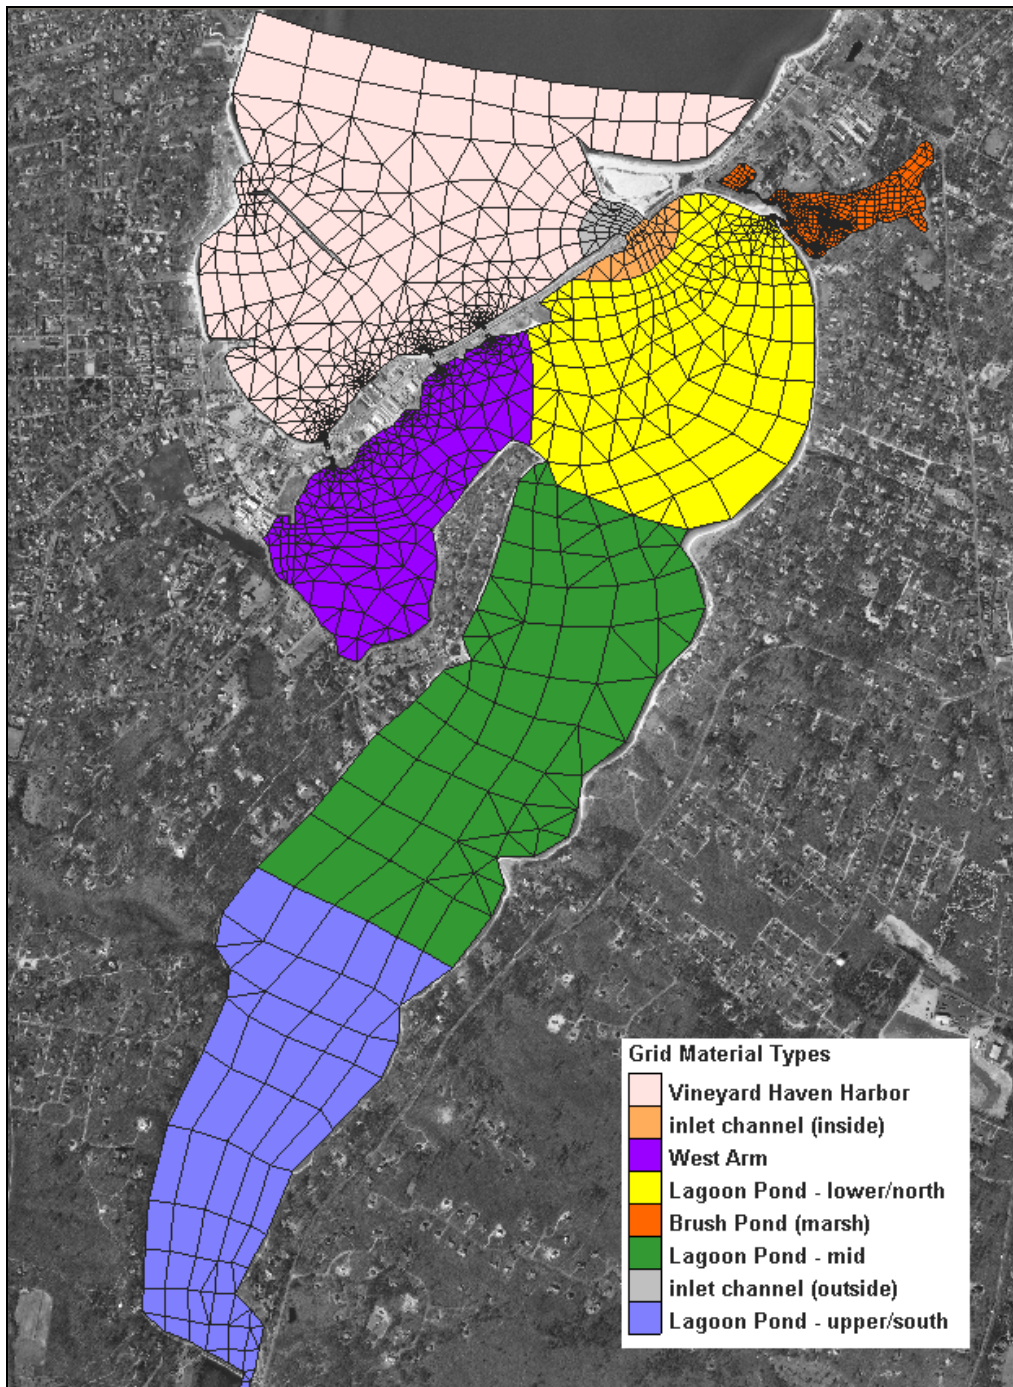 Grid Material Types
Vineyard Haven Harbor
inlet channel (inside)
West Arm
Lagoon Pond - lower/north
Brush Pond (marsh)
Lagoon Pond - mid
inlet channel (outside)
Lagoon Pond - upper/south